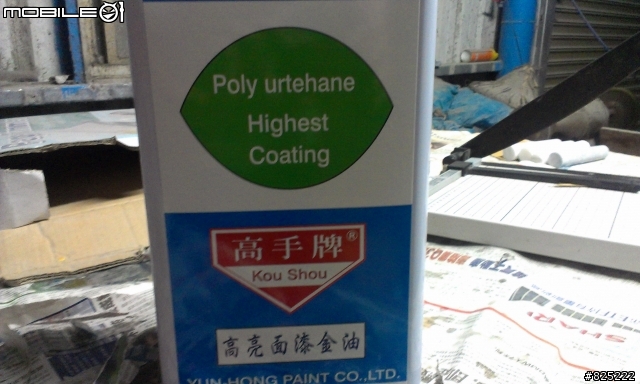 MOBILE01
Poly urtehane
Highest
Coating
高手牌®
Kou Shou
高亮面漆金油
YUN-HONG PAINT CO.,LTD.
SHARP
#825222